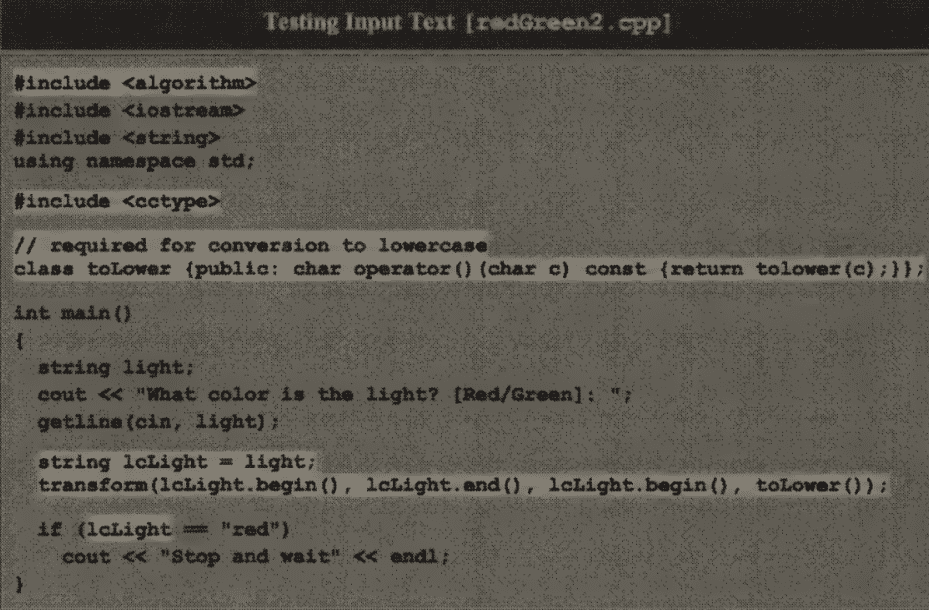 Testing Input Text [redGreen2.cpp]
#include <algorithm>
#include <iostream>
#include <string>
using namespace std;
#include <cctype>
// required for conversion to lowercase
class toLower {public: char operator()(char c) const {return tolower(c);}};
int main()
{
string light;
cout << "What color is the light? [Red/Green]: ";
getline(cin, light);
string lcLight = light;
transform(lcLight.begin(), lcLight.end(), lcLight.begin(), toLower());
if (lcLight == "red")
cout << "Stop and wait" << endl;
}